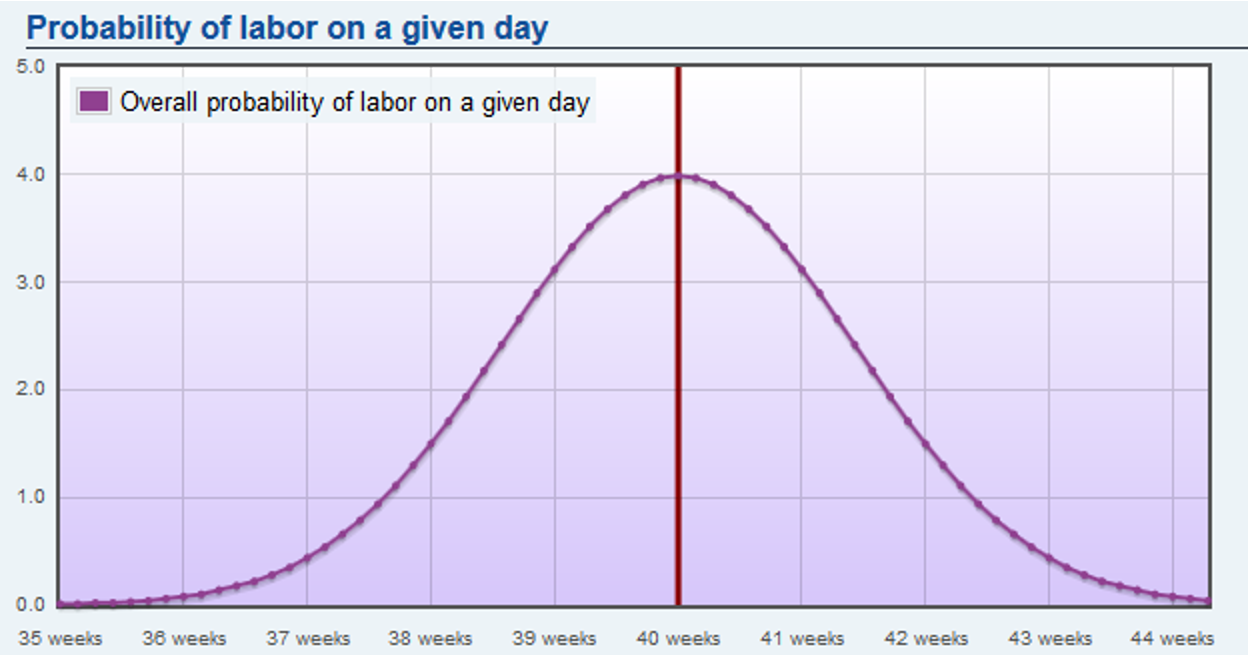 Probability of labor on a given day
5.0
Overall probability of labor on a given day
4.0
3.0
2.0
1.0
0.0
35 weeks 36 weeks 37 weeks 38 weeks 39 weeks 40 weeks 41 weeks 42 weeks 43 weeks 44 weeks